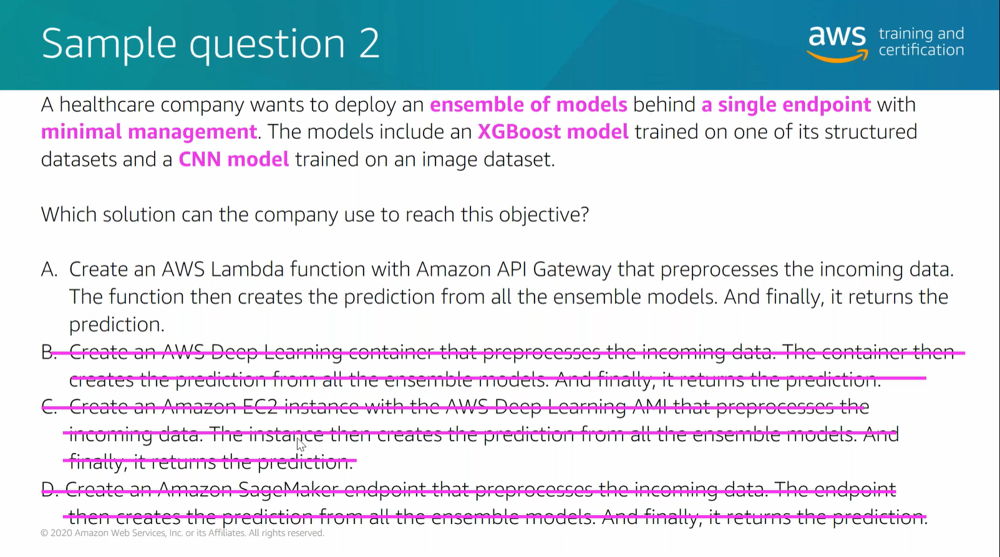 Sample question 2
aws training and
certification
A healthcare company wants to deploy an ensemble of models behind a single endpoint with
minimal management. The models include an XGBoost model trained on one of its structured
datasets and a CNN model trained on an image dataset.
Which solution can the company use to reach this objective?
A. Create an AWS Lambda function with Amazon API Gateway that preprocesses the incoming data.
The function then creates the prediction from all the ensemble models. And finally, it returns the
prediction.
B. Create an AWS Deep Learning container that preprocesses the incoming data. The container then
creates the prediction from all the ensemble models. And finally, it returns the prediction.
C. Create an Amazon EC2 instance with the AWS Deep Learning AMI that preprocesses the
incoming data. The instance then creates the prediction from all the ensemble models. And
finally, it returns the prediction.
D. Create an Amazon SageMaker endpoint that preprocesses the incoming data. The endpoint
then creates the prediction from all the ensemble models. And finally, it returns the prediction.
© 2020 Amazon Web Services, Inc. or its Affiliates. All rights reserved.